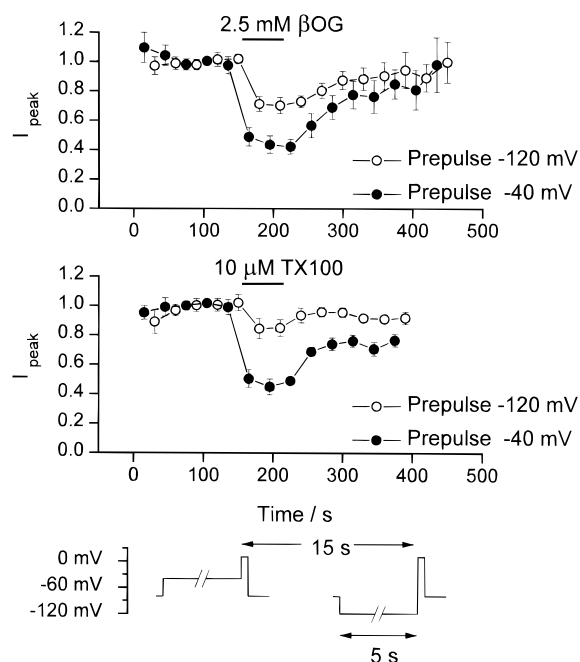 2.5 mM βOG
1.2
1.0
0.8
0.6
0.4
0.2
0.0
I peak
Prepulse -120 mV
Prepulse -40 mV
0 100 200 300 400 500
10 μM TX100
1.2
1.0
0.8
0.6
0.4
0.2
0.0
I peak
Prepulse -120 mV
Prepulse -40 mV
0 100 200 300 400 500
Time / s
0 mV
-60 mV
-120 mV
15 s
5 s